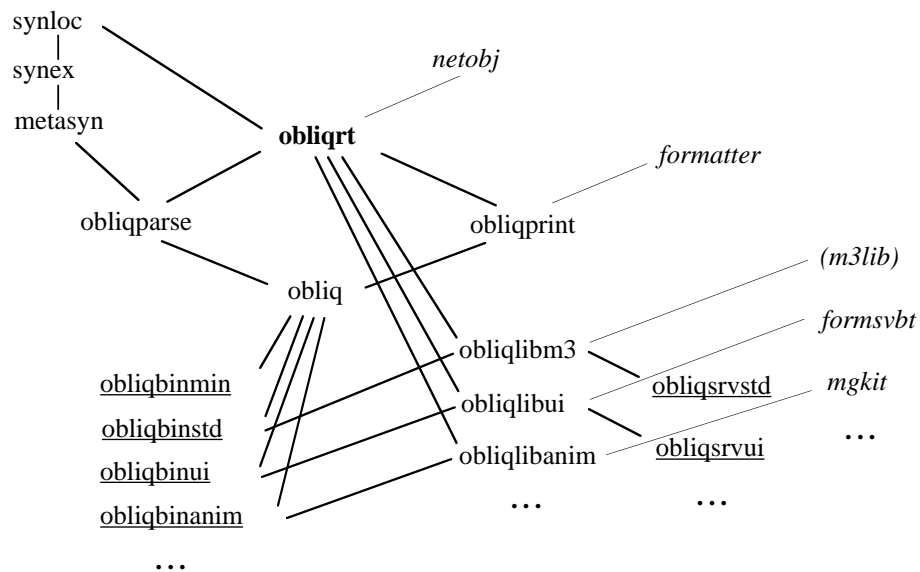 synloc
netobj
synex
metasyn
obliqrt
formatter
obliqparse
obliqprint
(m3lib)
obliq
formsvbt
obliqlibm3
obliqbinmin
obliqsrvstd
mgkit
obliqlibui
obliqbinstd
...
obliqsrvui
obliqlibanim
obliqbinui
...
...
obliqbinanim
...